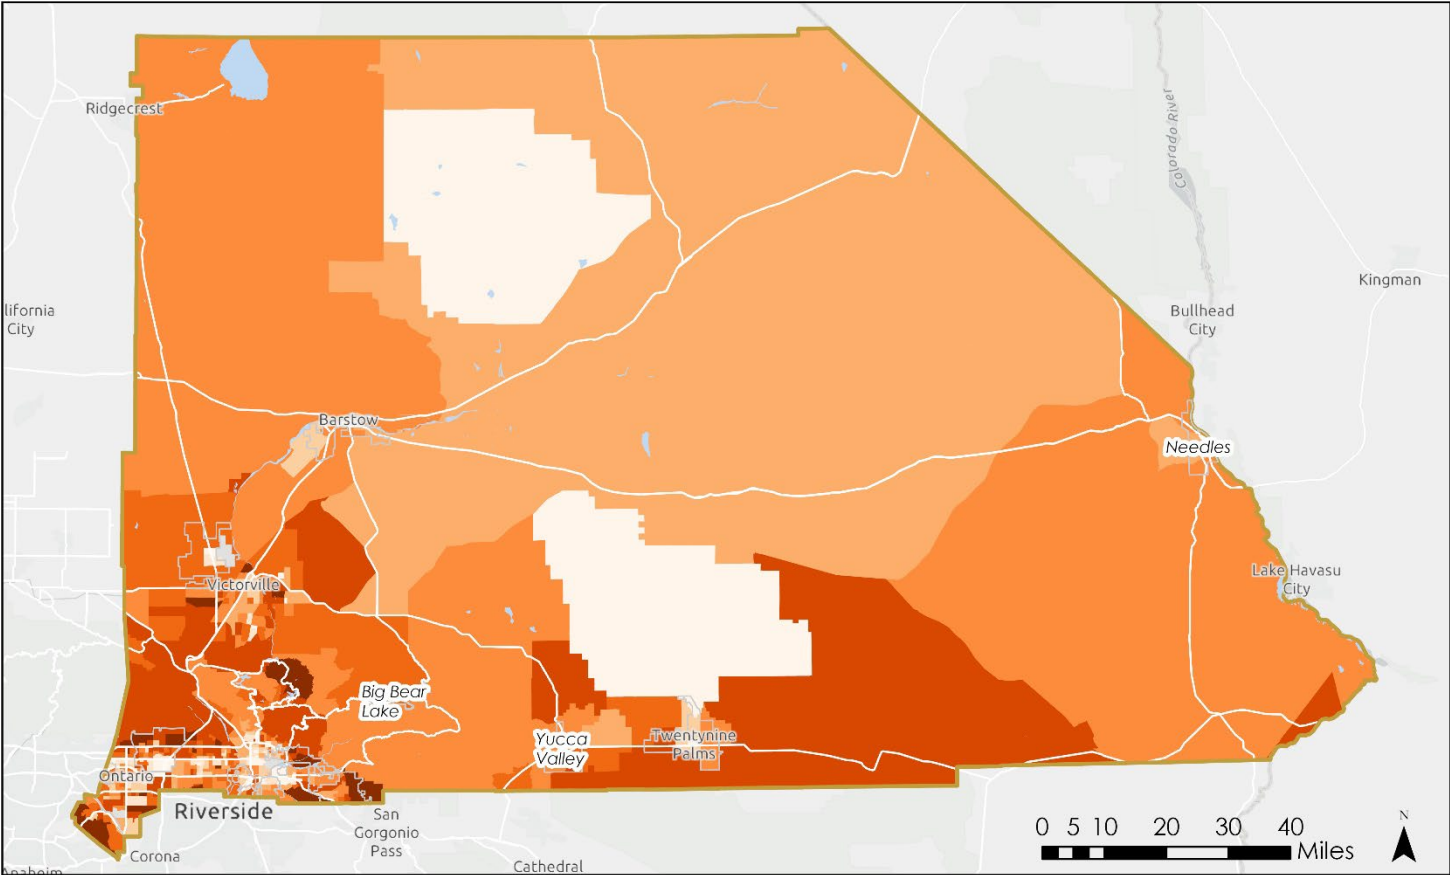 Ridgecrest
Colorado River
Kingman
lifornia
City
Bullhead
City
Barstow
Needles
Lake Havasu
City
Victorville
Big Bear
Lake
Yucca
Valley
Twentynine
Palms
Ontario
Riverside
San
Gorgonio
Pass
Corona
Cathedral
Anaheim
0 5 10 20 30 40
Miles
N